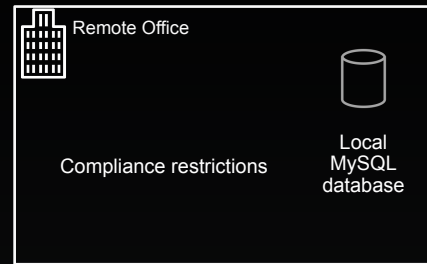 Remote Office
Compliance restrictions
Local
MySQL
database